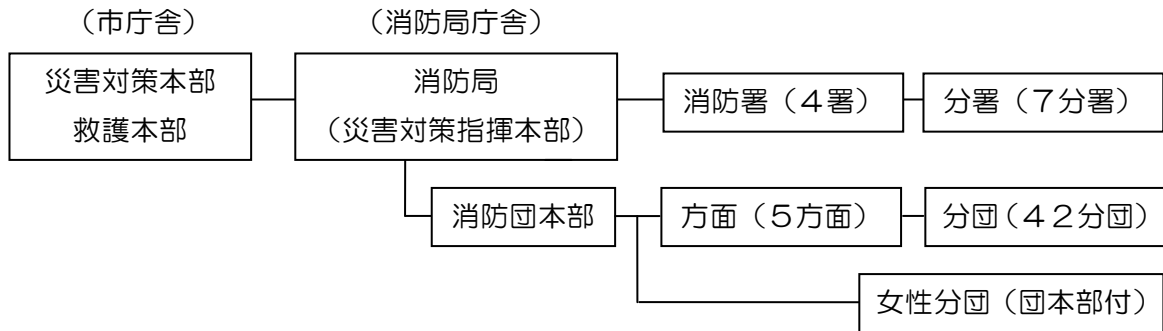 （市庁舎）
（消防局庁舎）
災害対策本部
救護本部
消防局
（災害対策指揮本部）
消防署（４署）
分署（７分署）
消防団本部
方面（５方面）
分団（４２分団）
女性分団（団本部付）